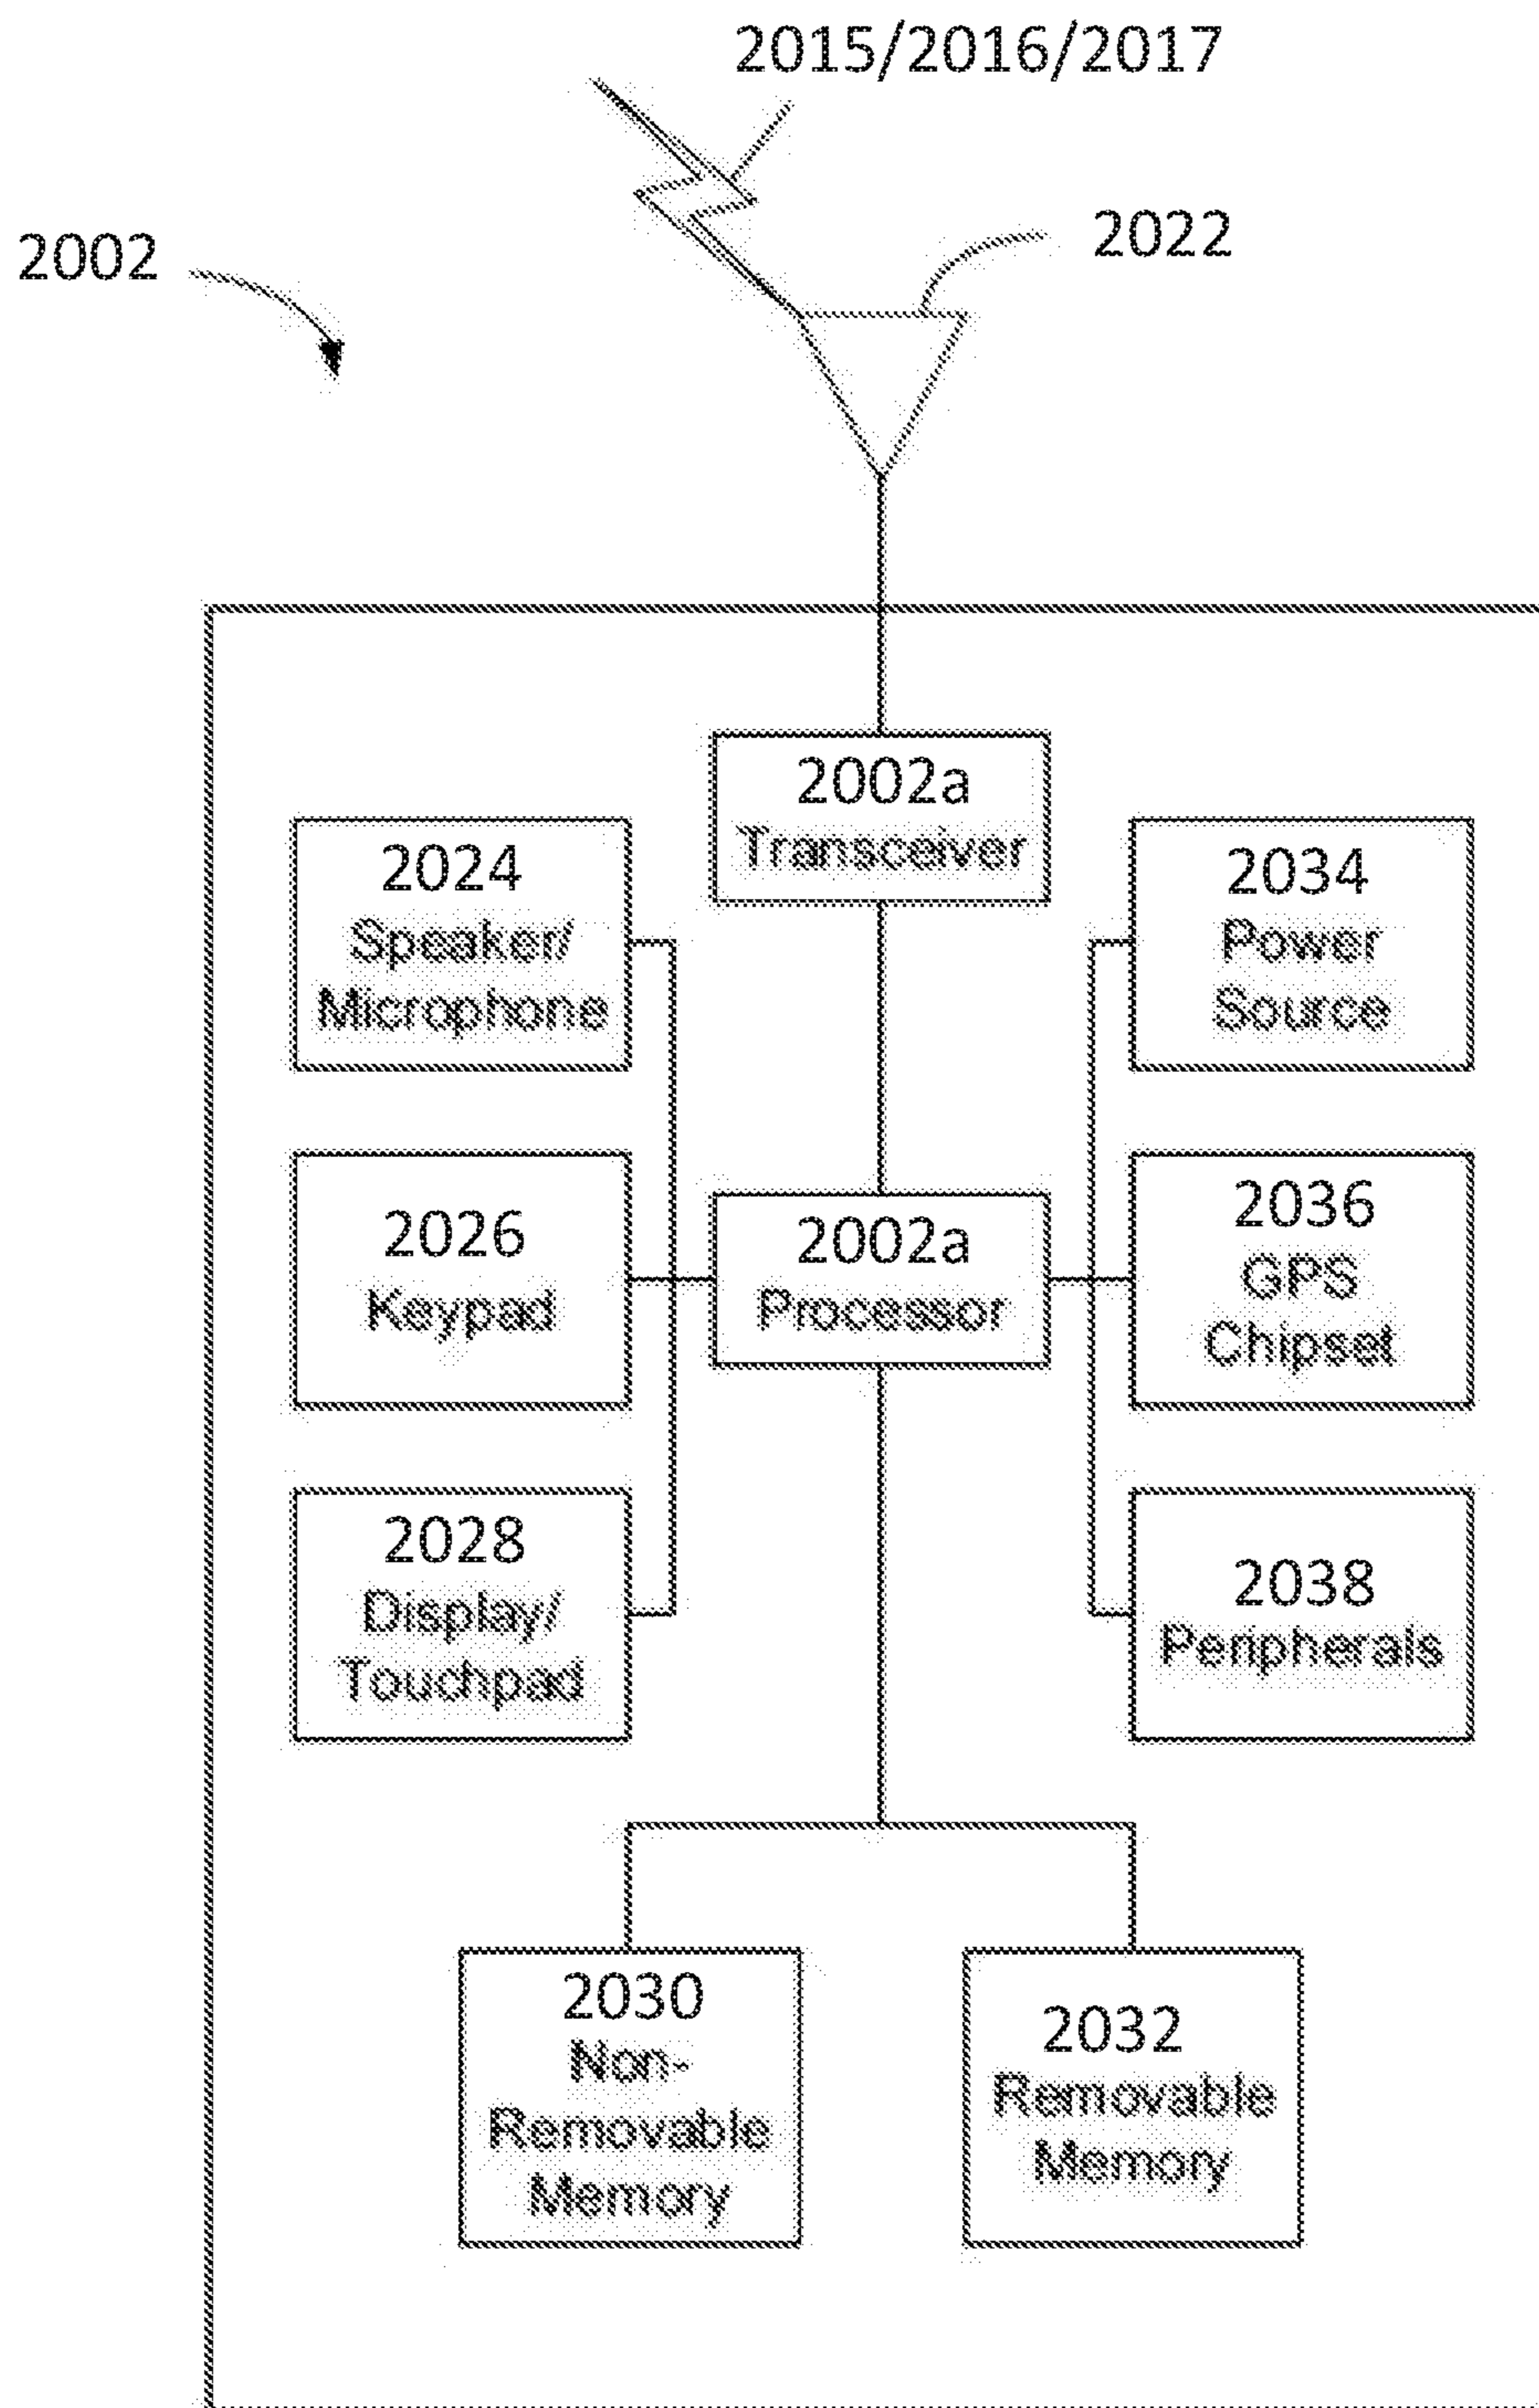 2015/2016/2017
2002
2022
2002a
Transceiver
2024
Speaker/
Microphone
2034
Power
Source
2026
Keypad
2002a
Processor
2036
GPS
Chipset
2028
Display/
Touchpad
2038
Peripherals
2030
Non-
Removable
Memory
2032
Removable
Memory